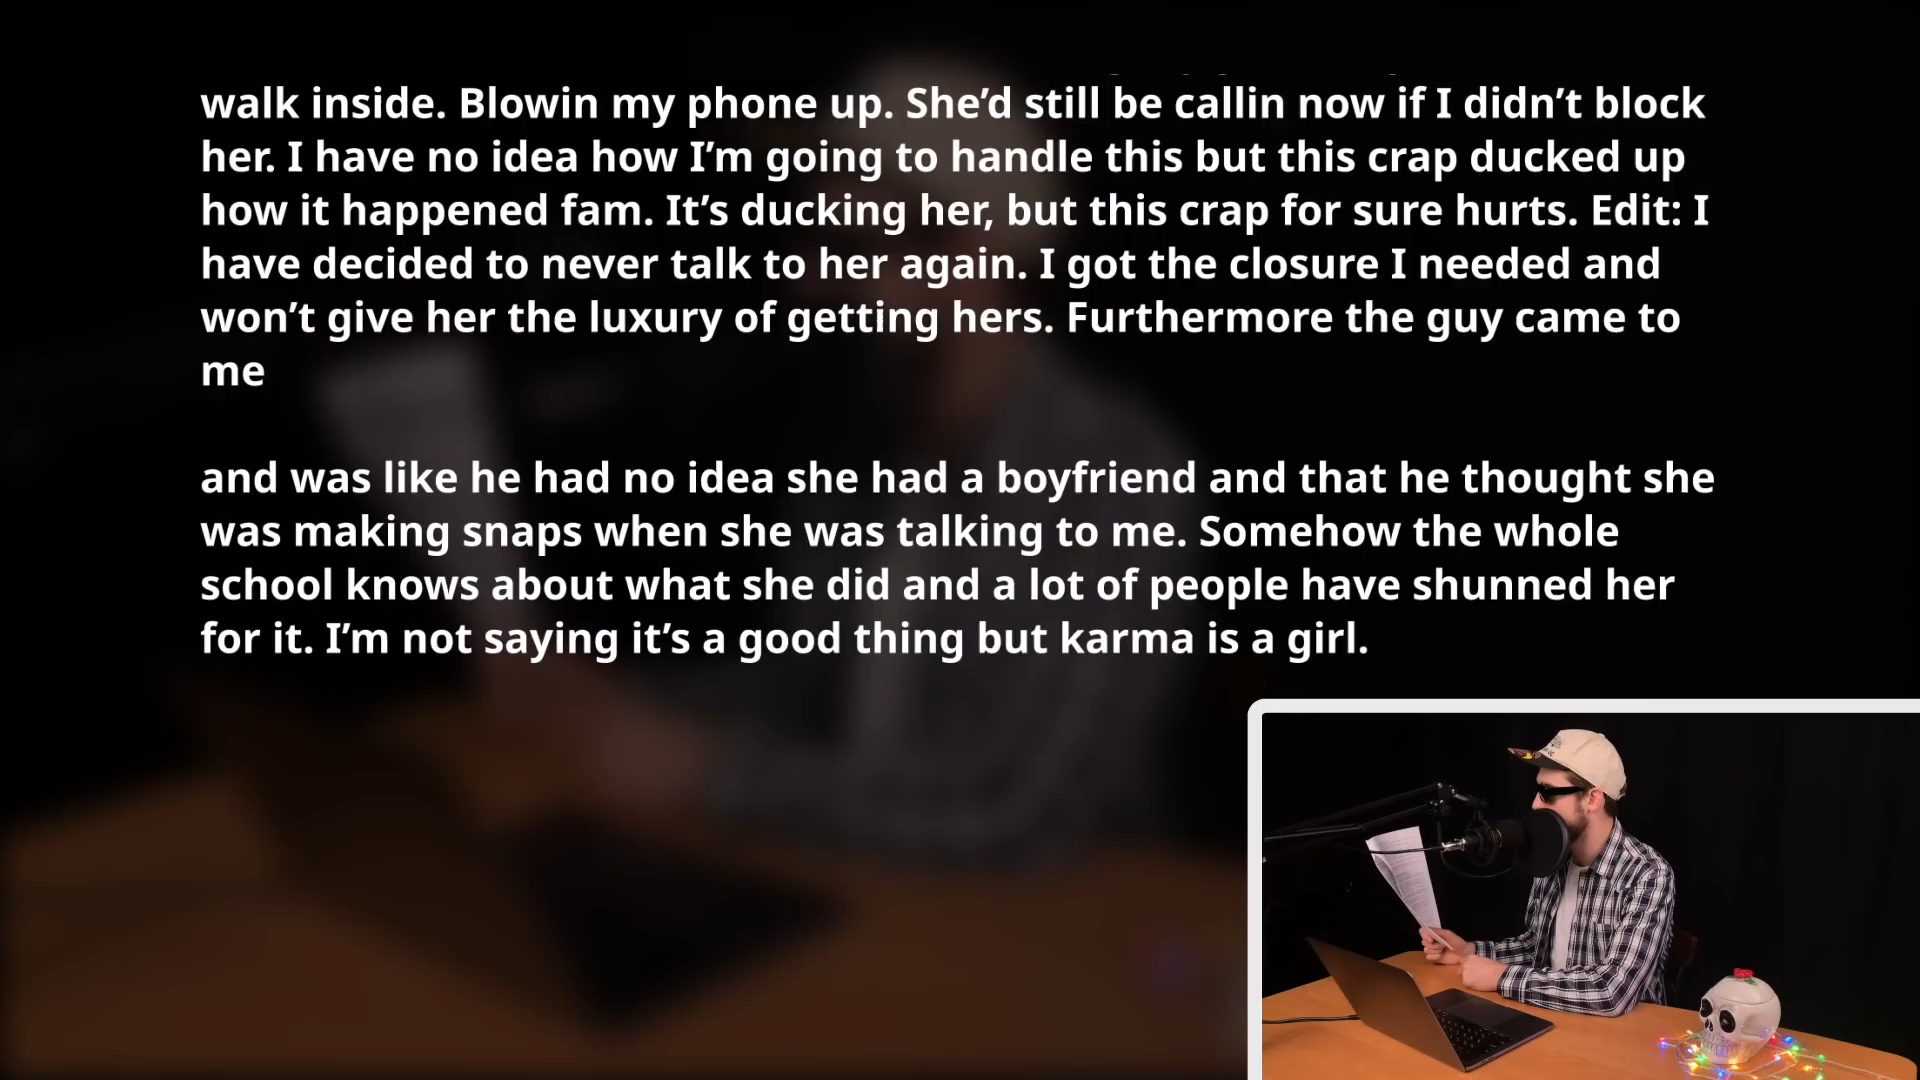 walk inside. Blowin my phone up. She’d still be callin now if I didn’t block
her. I have no idea how I’m going to handle this but this crap ducked up
how it happened fam. It’s ducking her, but this crap for sure hurts. Edit: I
have decided to never talk to her again. I got the closure I needed and
won’t give her the luxury of getting hers. Furthermore the guy came to
me
and was like he had no idea she had a boyfriend and that he thought she
was making snaps when she was talking to me. Somehow the whole
school knows about what she did and a lot of people have shunned her
for it. I’m not saying it’s a good thing but karma is a girl.